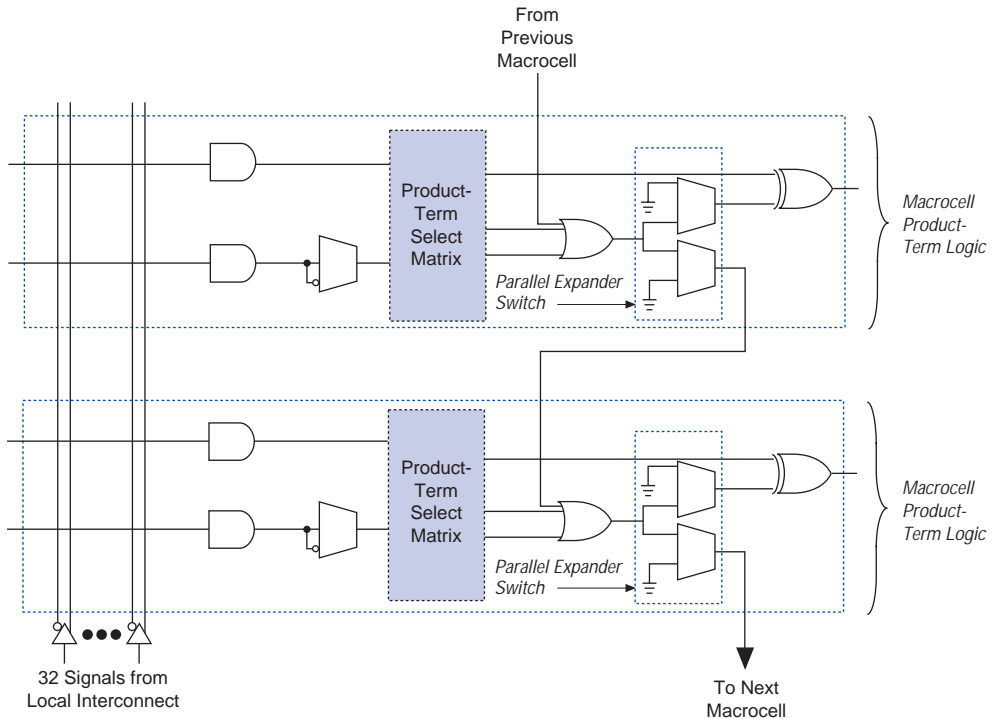 From
Previous
Macrocell
Product-
Term
Select
Matrix
Macrocell
Product-
Term Logic
Parallel Expander
Switch
Product-
Term
Select
Matrix
Macrocell
Product-
Term Logic
Parallel Expander
Switch
32 Signals from
Local Interconnect
To Next
Macrocell